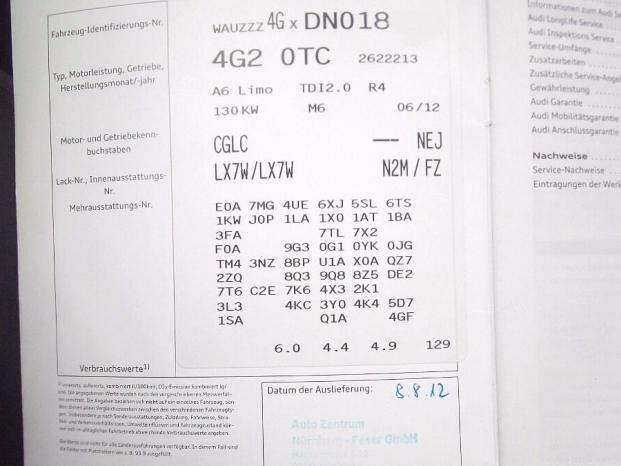 Fahrzeug-Identifizierungs-Nr.
WAUZZZ 4G x DN018
4G2 0TC 2622213
Typ, Motorleistung, Getriebe,
Herstellungsmonat/-jahr
A6 Limo TDI2.0 R4
130 KW M6 06/12
Motor- und Getriebekenn-
buchstaben
CGLC --- NEJ
Lack-Nr., Innenausstattungs-
Nr.
LX7W/LX7W N2M / FZ
Mehrausstattungs-Nr.
E0A 7MG 4UE 6XJ 5SL 6TS
1KW J0P 1LA 1X0 1AT 1BA
3FA 7TL 7X2
F0A 9G3 0G1 0YK 0JG
TM4 3NZ 8BP U1A X0A QZ7
2ZQ 8Q3 9Q8 8Z5 DE2
7T6 C2E 7K6 4X3 2K1
3L3 4KC 3Y0 4K4 5D7
1SA Q1A 4GF
6.0 4.4 4.9 129
Verbrauchswerte1)
Datum der Auslieferung: 8.8.12
Auto Zentrum
Nürnberg - Feser GmbH
Informationen zum Audi
Audi Longlife Service
Audi Inspektions Service
Service-Umfänge
Zusatzarbeiten
Zusätzliche Service-
Gewährleistung
Audi Garantie
Audi Mobilitätsgarantie
Audi Anschlussgarantie
Nachweise
Service-Nachweise
Eintragungen der